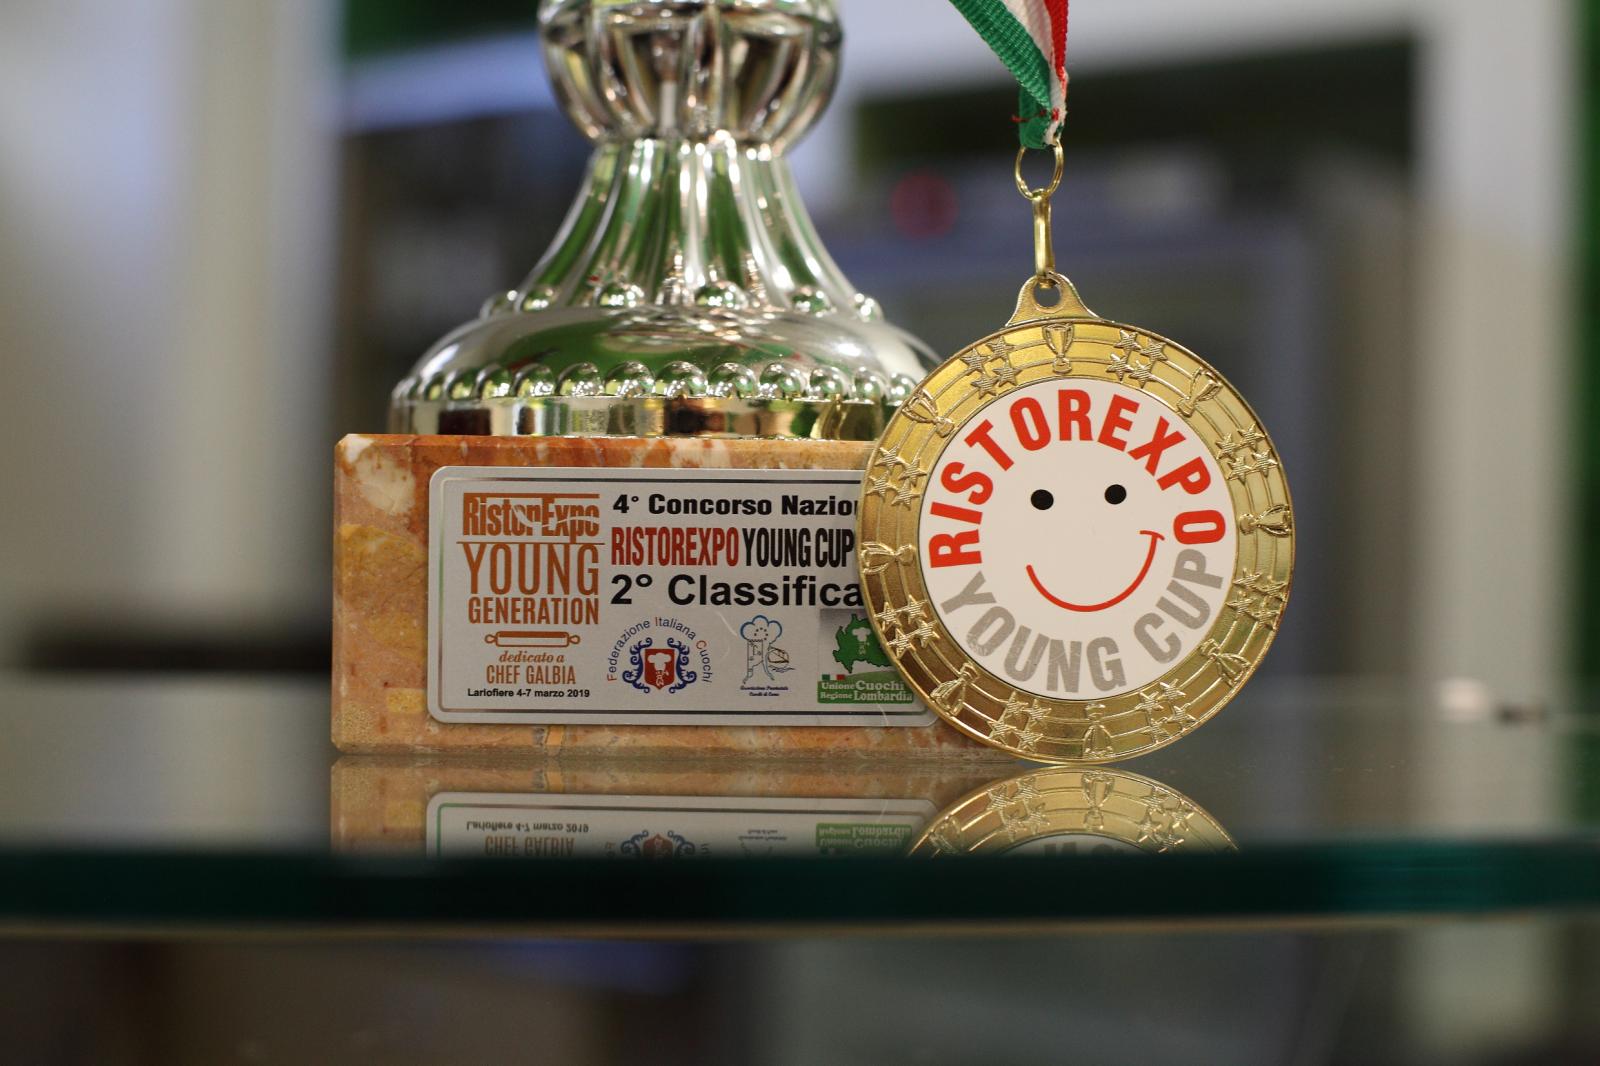 RistorExpo
YOUNG
GENERATION
dedicato a
CHEF GALBIA
Lariofiere 4-7 marzo 2019
4° Concorso Nazion
RISTOREXPO YOUNG CUP
2° Classifica
Federazione Italiana Cuochi
Unione Cuochi
Regione Lombardia
RISTOREXPO
YOUNG CUP